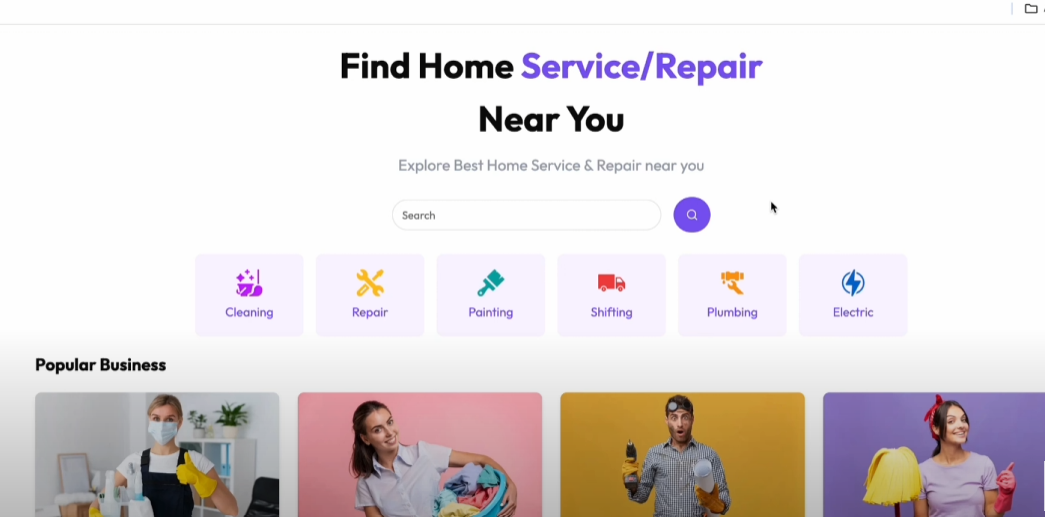 Find Home Service/Repair
Near You
Explore Best Home Service & Repair near you
Search
Cleaning
Repair
Painting
Shifting
Plumbing
Electric
Popular Business